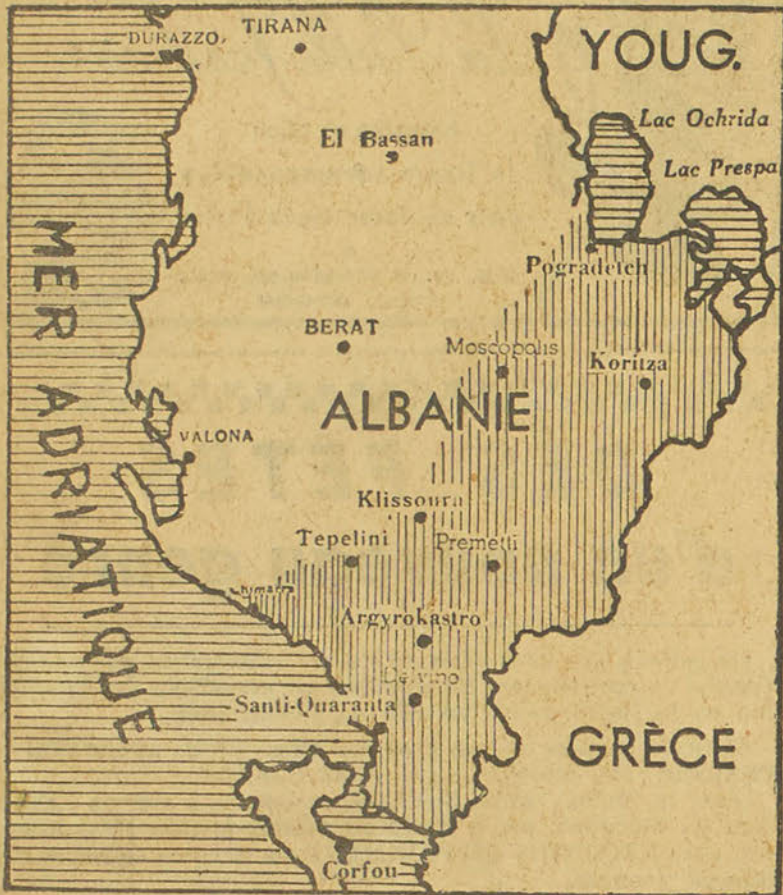 TIRANA
DURAZZO
YOUG.
Lac Ochrida
El Bassan
Lac Prespa
MER ADRIATIQUE
Pogradetch
BERAT
Moscopolis
Koritza
ALBANIE
VALONA
Klissoura
Tepelini
Premetti
Argyrokastro
Delvino
Santi-Quaranta
GRÈCE
Corfou